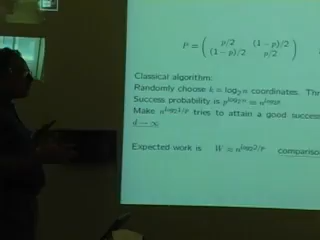 P = ( p/2 (1 − p)/2
(1 − p)/2 p/2 )
Classical algorithm:
Randomly choose k = log₂ n coordinates.
Success probability is p^{log₂ n} = n^{log₂ p}
Make n^{log₂ 1/p} tries to attain a good success
d → ∞
Expected work is W ≈ n^{log₂ 2/p} compariso